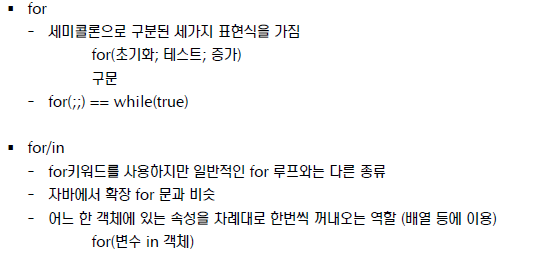 ▪ for
- 세미콜론으로 구분된 세가지 표현식을 가짐
for(초기화; 테스트; 증가)
구문
- for(;;) == while(true)
▪ for/in
- for키워드를 사용하지만 일반적인 for 루프와는 다른 종류
- 자바에서 확장 for 문과 비슷
- 어느 한 객체에 있는 속성을 차례대로 한번씩 꺼내오는 역할 (배열 등에 이용)
for(변수 in 객체)